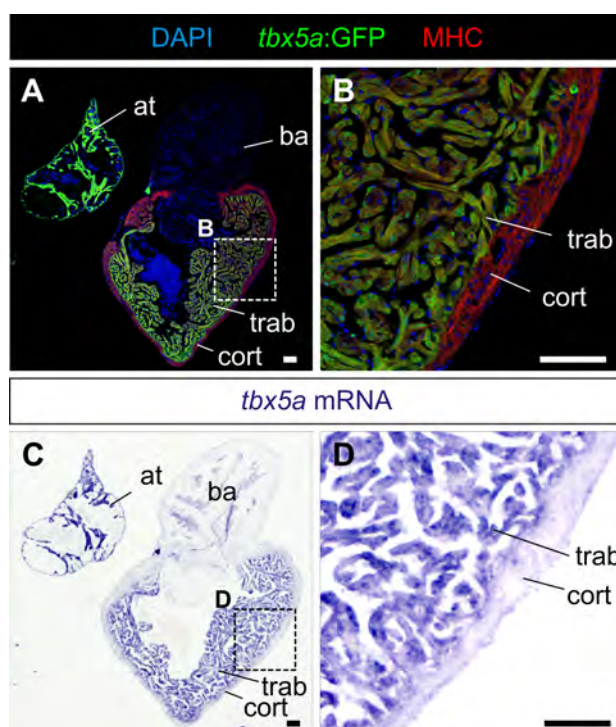 DAPI tbx5a:GFP MHC
A
at
ba
B
trab
cort
B
trab
cort
tbx5a mRNA
C
at
ba
D
trab
cort
D
trab
cort